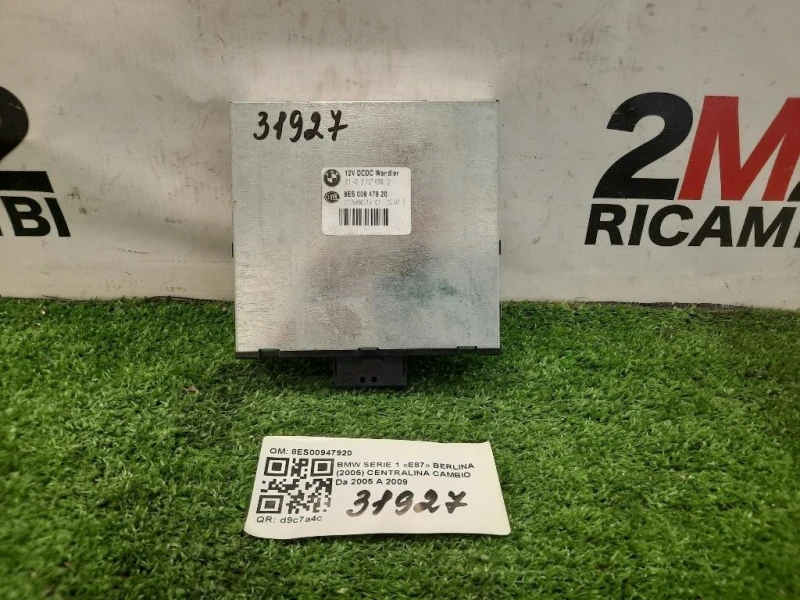 2
BI
2M
RICAMBI
31927
12V DCDC Wandler
8ES 009 479 20
OM: 8ES00947920
BMW SERIE 1 «E87» BERLINA
(2005) CENTRALINA CAMBIO
Da 2005 A 2009
31927
QR: d9c7a4c